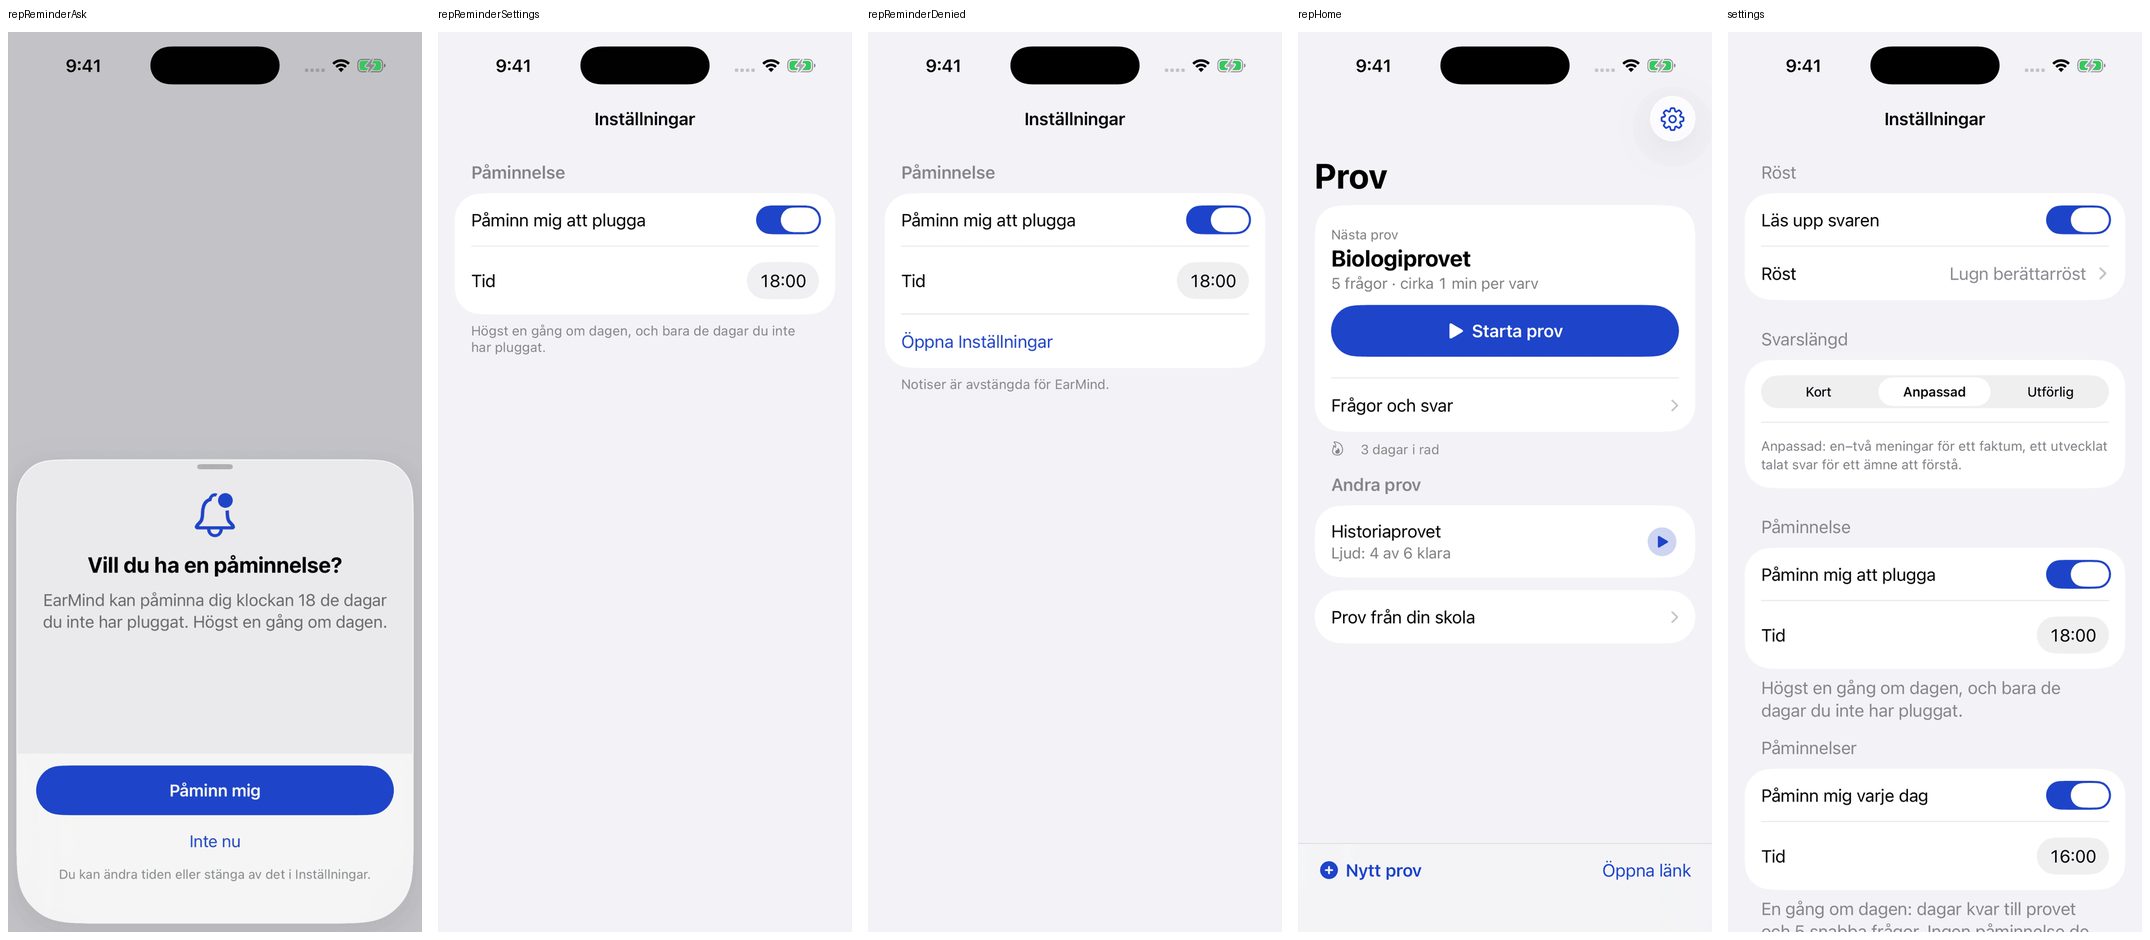 repReminderAsk
9:41
Vill du ha en påminnelse?
EarMind kan påminna dig klockan 18 de dagar
du inte har pluggat. Högst en gång om dagen.
Påminn mig
Inte nu
Du kan ändra tiden eller stänga av det i Inställningar.
repReminderSettings
9:41
Inställningar
Påminnelse
Påminn mig att plugga
Tid 18:00
Högst en gång om dagen, och bara de dagar du inte
har pluggat.
repReminderDenied
9:41
Inställningar
Påminnelse
Påminn mig att plugga
Tid 18:00
Öppna Inställningar
Notiser är avstängda för EarMind.
repHome
9:41
Prov
Nästa prov
Biologiprovet
5 frågor · cirka 1 min per varv
Starta prov
Frågor och svar
3 dagar i rad
Andra prov
Historiaprovet
Ljud: 4 av 6 klara
Prov från din skola
Nytt prov Öppna länk
settings
9:41
Inställningar
Röst
Läs upp svaren
Röst Lugn berättarröst
Svarslängd
Kort Anpassad Utförlig
Anpassad: en–två meningar för ett faktum, ett utvecklat
talat svar för ett ämne att förstå.
Påminnelse
Påminn mig att plugga
Tid 18:00
Högst en gång om dagen, och bara de
dagar du inte har pluggat.
Påminnelser
Påminn mig varje dag
Tid 16:00
En gång om dagen: dagar kvar till provet
och 5 snabba frågor. Ingen påminnelse de